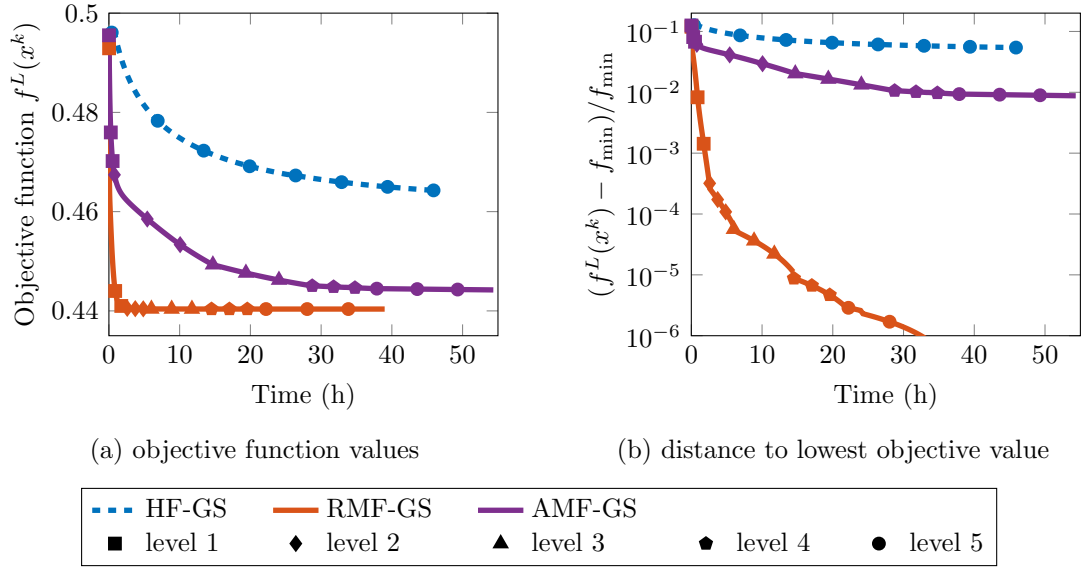 Objective function f^L(x^k)
0.5
0.48
0.46
0.44
0 10 20 30 40 50
Time (h)
(a) objective function values
(f^L(x^k) − f_min)/f_min
10^−1
10^−2
10^−3
10^−4
10^−5
10^−6
0 10 20 30 40 50
Time (h)
(b) distance to lowest objective value
HF-GS RMF-GS AMF-GS
level 1 level 2 level 3 level 4 level 5